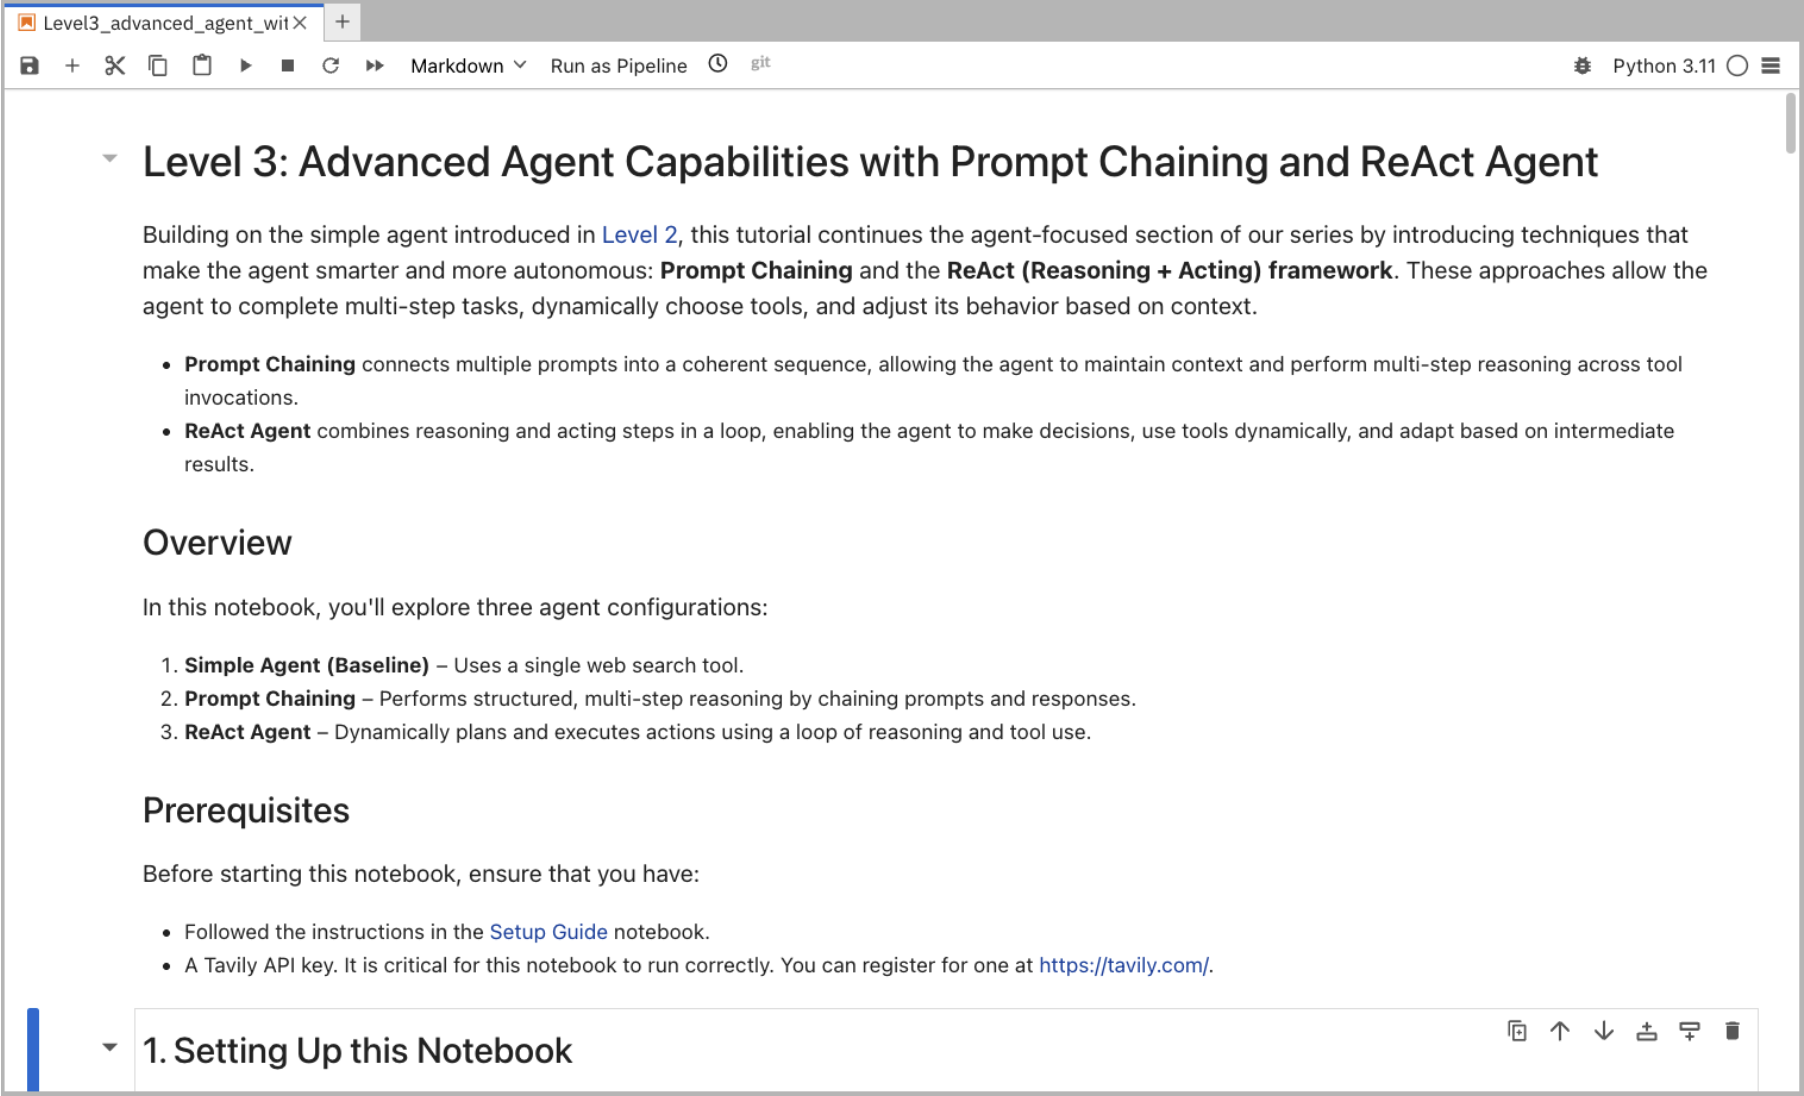 Level3_advanced_agent_wit
Markdown Run as Pipeline git Python 3.11
Level 3: Advanced Agent Capabilities with Prompt Chaining and ReAct Agent
Building on the simple agent introduced in Level 2, this tutorial continues the agent-focused section of our series by introducing techniques that
make the agent smarter and more autonomous: Prompt Chaining and the ReAct (Reasoning + Acting) framework. These approaches allow the
agent to complete multi-step tasks, dynamically choose tools, and adjust its behavior based on context.
• Prompt Chaining connects multiple prompts into a coherent sequence, allowing the agent to maintain context and perform multi-step reasoning across tool
invocations.
• ReAct Agent combines reasoning and acting steps in a loop, enabling the agent to make decisions, use tools dynamically, and adapt based on intermediate
results.
Overview
In this notebook, you'll explore three agent configurations:
1. Simple Agent (Baseline) – Uses a single web search tool.
2. Prompt Chaining – Performs structured, multi-step reasoning by chaining prompts and responses.
3. ReAct Agent – Dynamically plans and executes actions using a loop of reasoning and tool use.
Prerequisites
Before starting this notebook, ensure that you have:
• Followed the instructions in the Setup Guide notebook.
• A Tavily API key. It is critical for this notebook to run correctly. You can register for one at https://tavily.com/.
1. Setting Up this Notebook